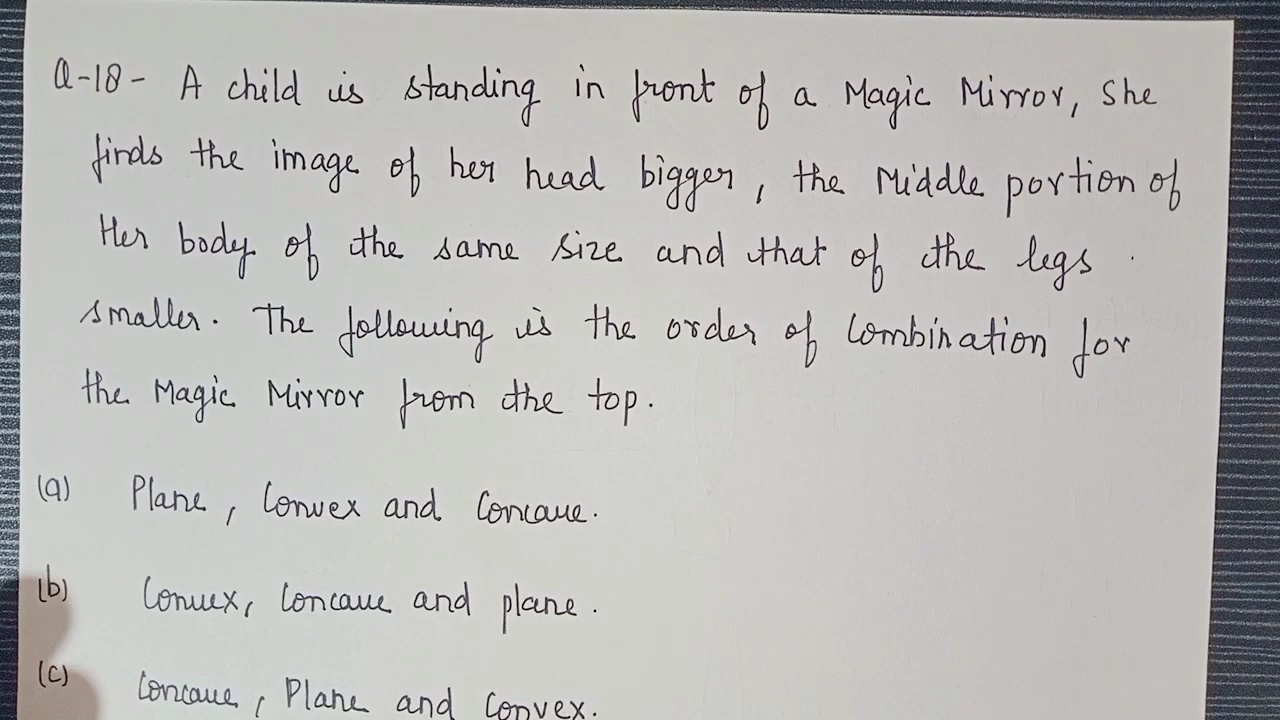 Q-18- A child is standing in front of a Magic Mirror, She
finds the image of her head bigger, the Middle portion of
Her body of the same size and that of the legs
smaller. The following is the order of Combination for
the Magic Mirror from the top.
(a) Plane, Convex and Concave.
(b) Convex, Concave and plane.
(c) Concave, Plane and Convex.